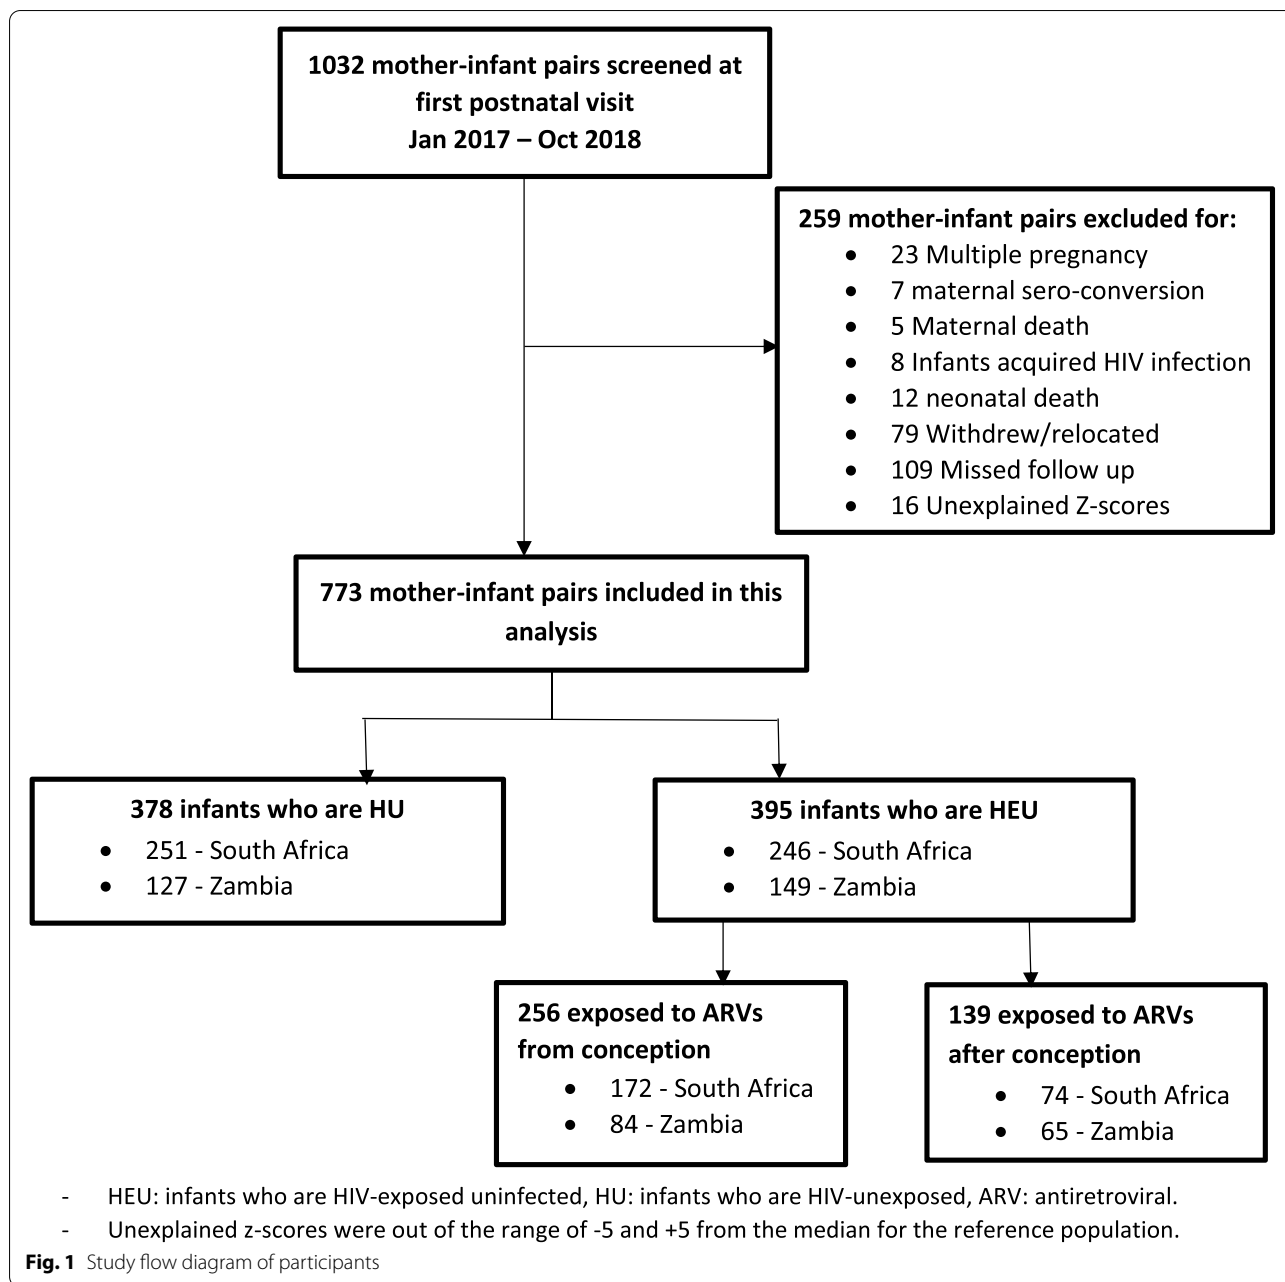 1032 mother-infant pairs screened at
first postnatal visit
Jan 2017 – Oct 2018
259 mother-infant pairs excluded for:
• 23 Multiple pregnancy
• 7 maternal sero-conversion
• 5 Maternal death
• 8 Infants acquired HIV infection
• 12 neonatal death
• 79 Withdrew/relocated
• 109 Missed follow up
• 16 Unexplained Z-scores
773 mother-infant pairs included in this
analysis
378 infants who are HU
• 251 - South Africa
• 127 - Zambia
395 infants who are HEU
• 246 - South Africa
• 149 - Zambia
256 exposed to ARVs
from conception
• 172 - South Africa
• 84 - Zambia
139 exposed to ARVs
after conception
• 74 - South Africa
• 65 - Zambia
- HEU: infants who are HIV-exposed uninfected, HU: infants who are HIV-unexposed, ARV: antiretroviral.
- Unexplained z-scores were out of the range of -5 and +5 from the median for the reference population.
Fig. 1 Study flow diagram of participants